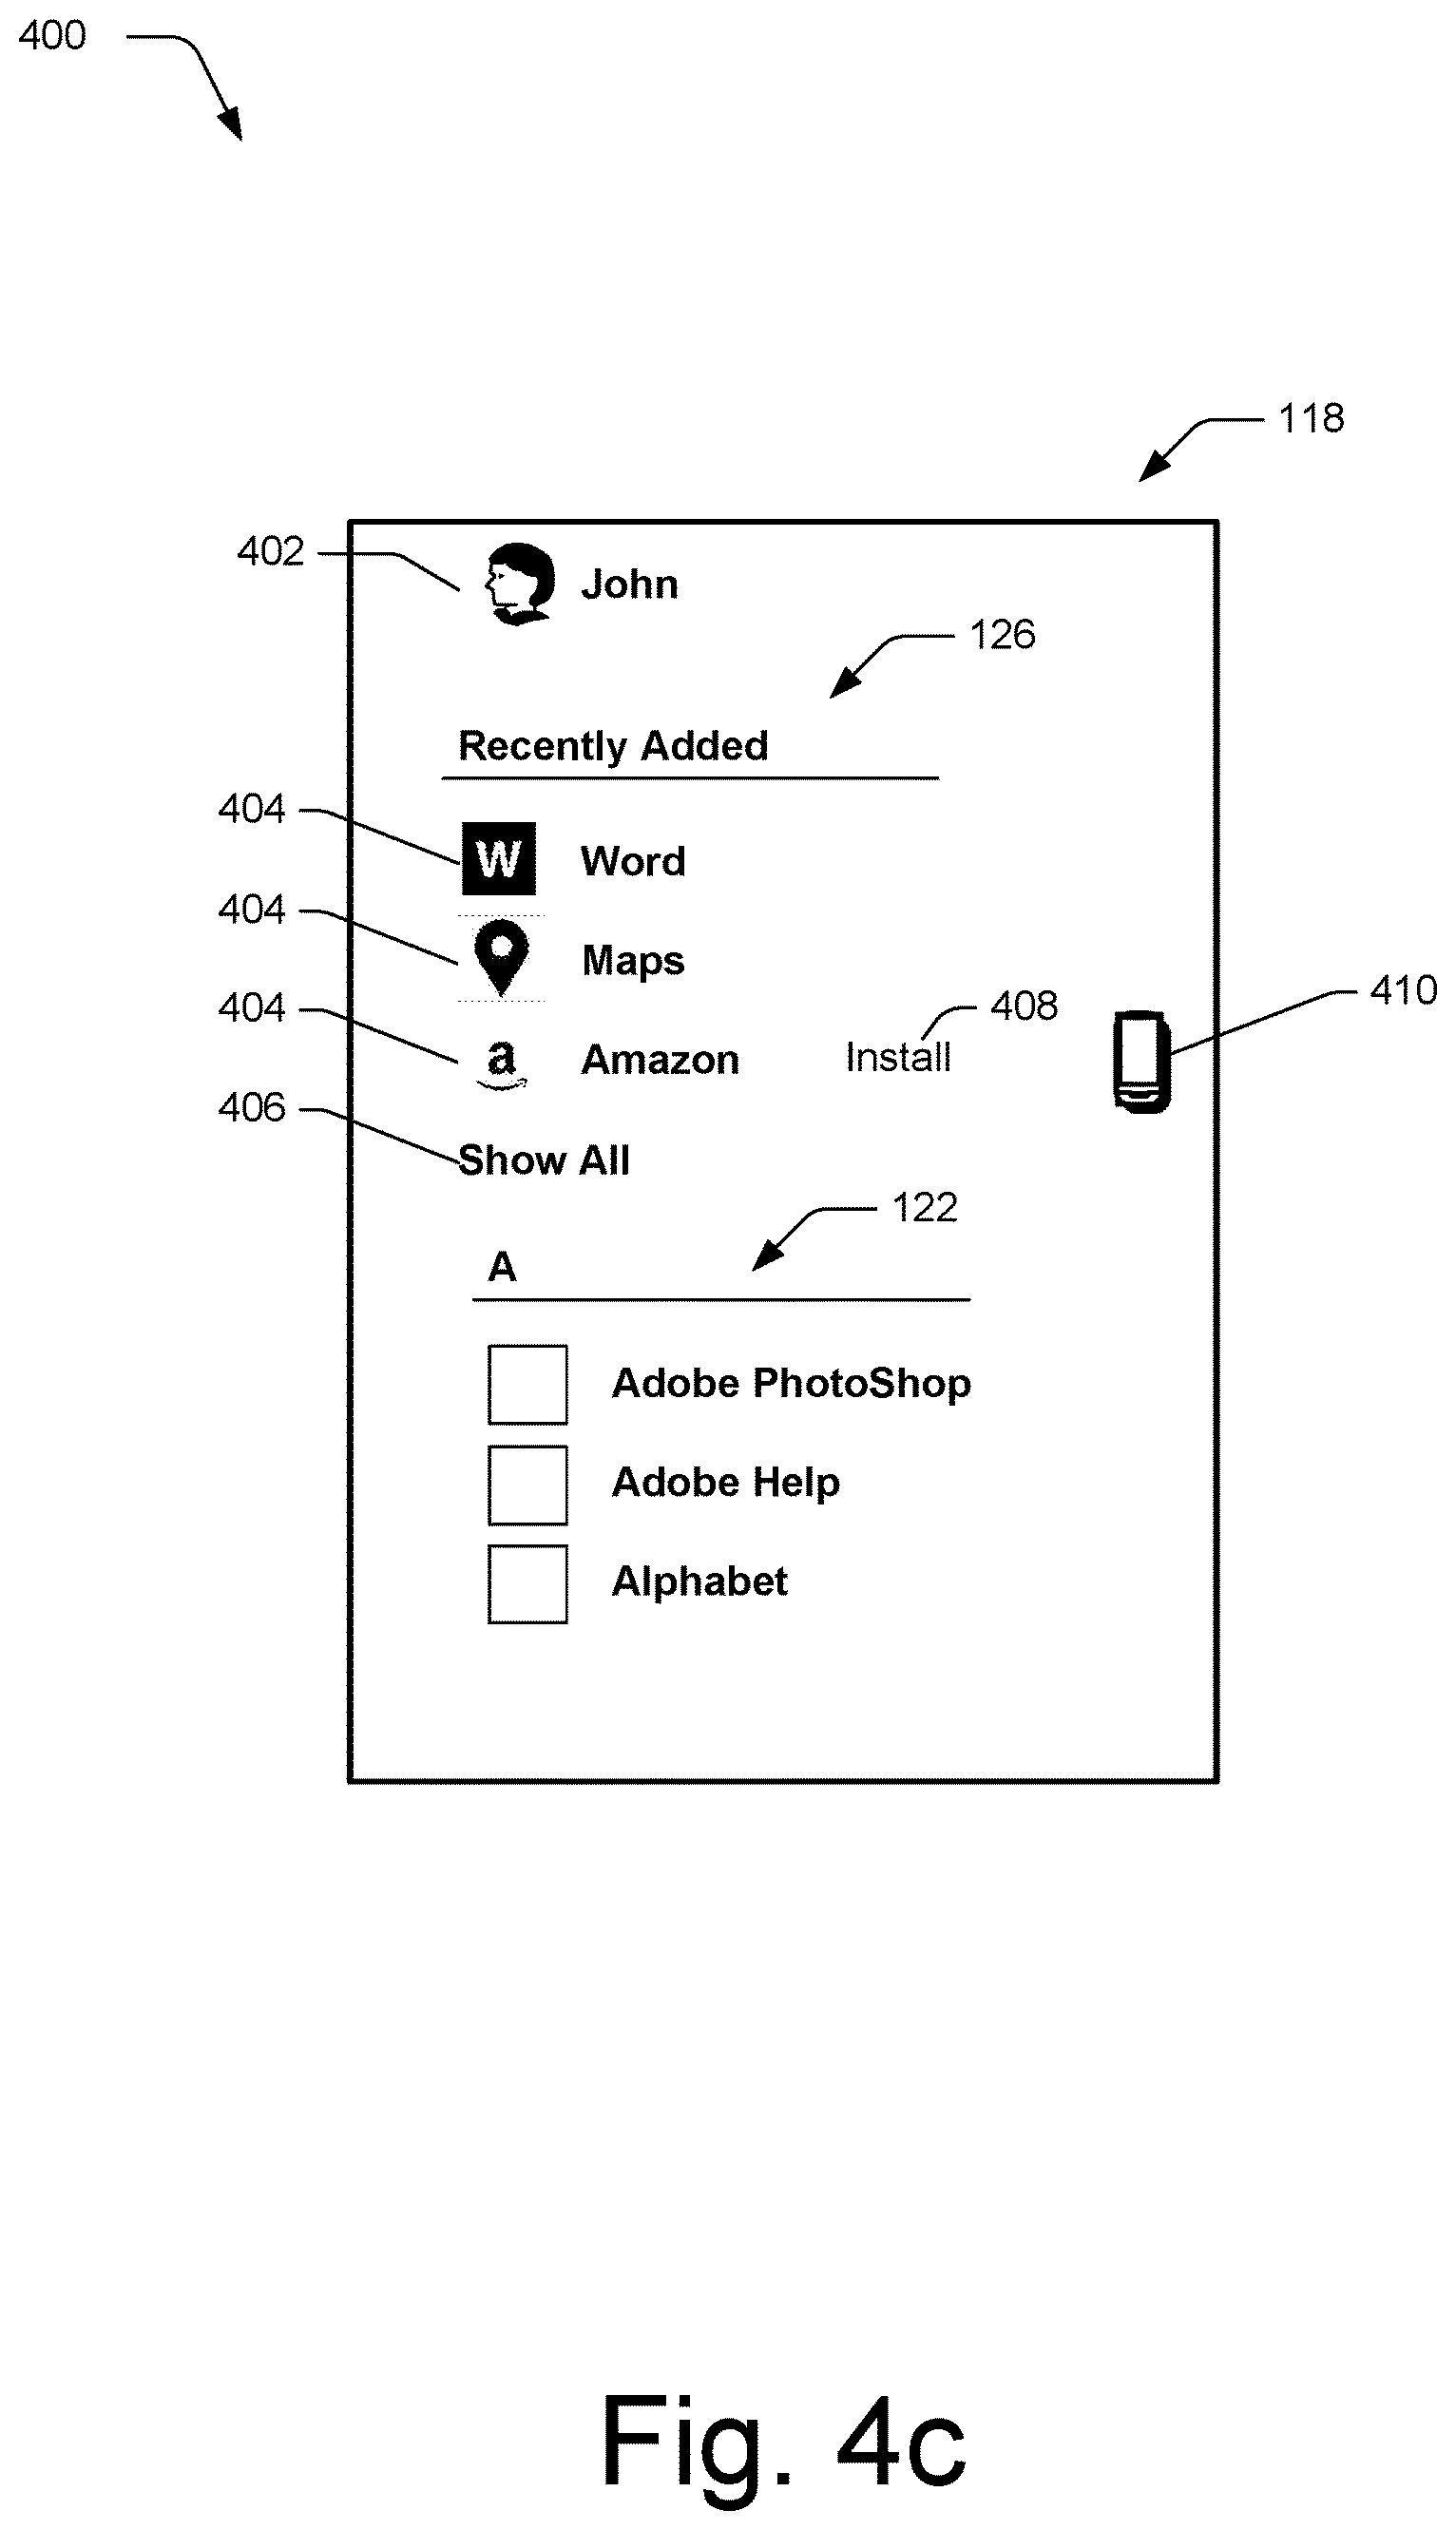 400
118
402
John
126
Recently Added
404
W
Word
404
Maps
404
a
Amazon
Install
408
410
406
Show All
122
A
Adobe PhotoShop
Adobe Help
Alphabet
Fig. 4c